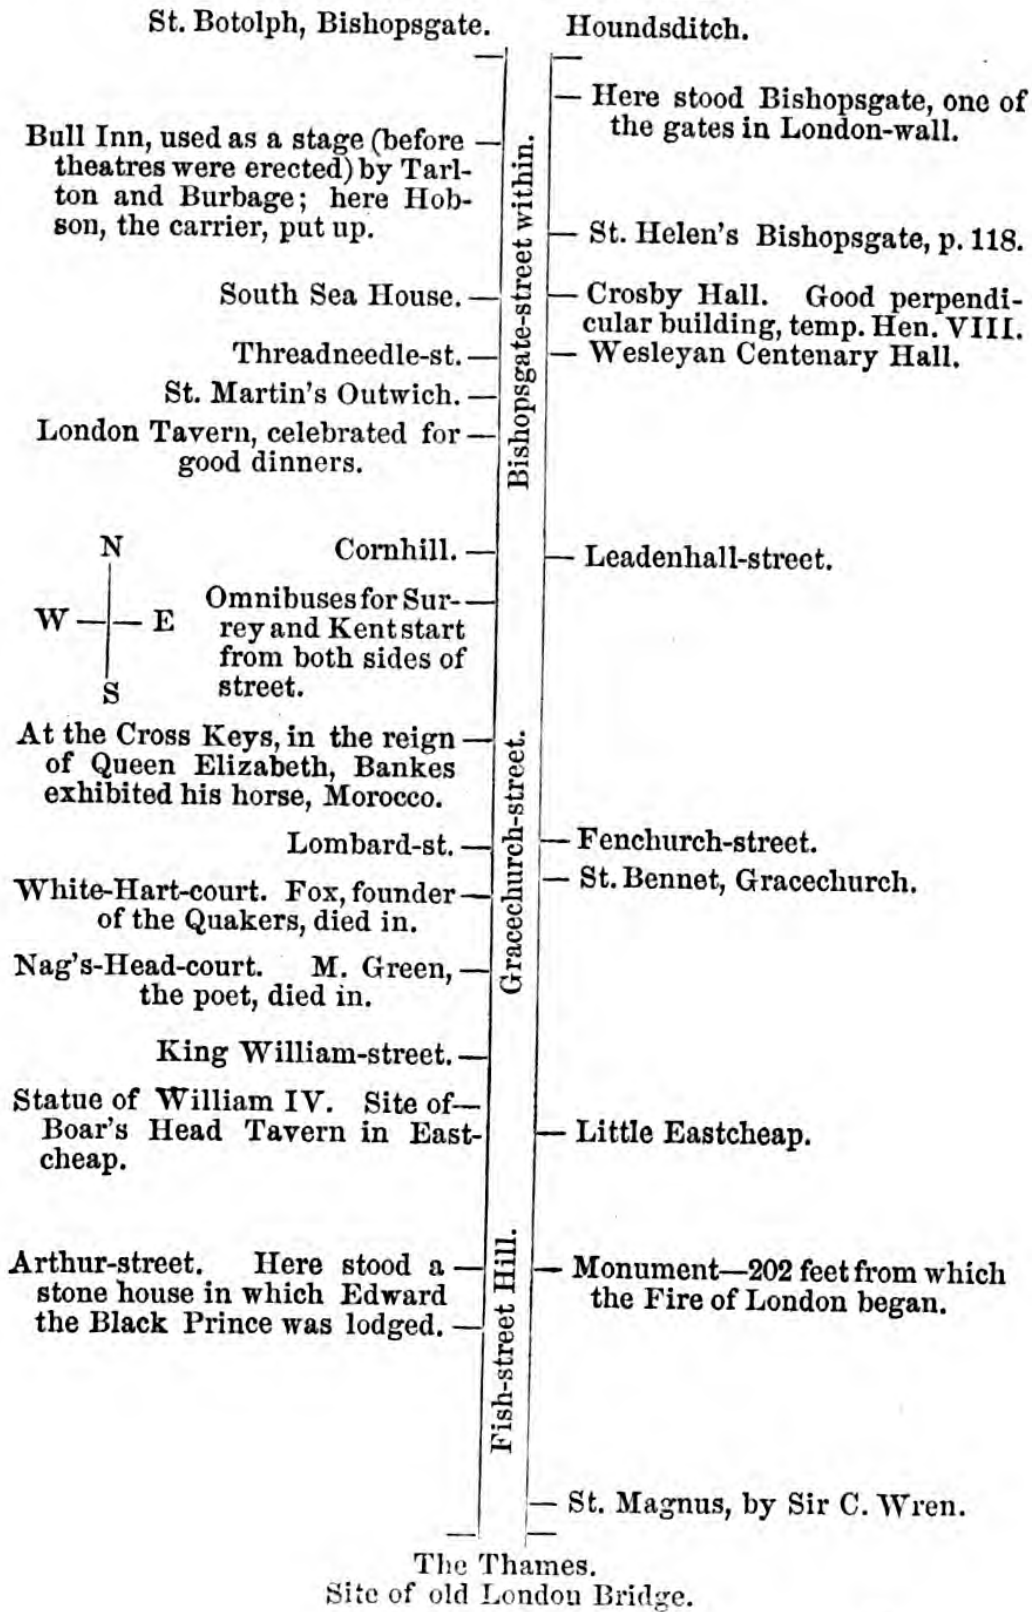 St. Botolph, Bishopsgate.
Houndsditch.
Here stood Bishopsgate, one of
the gates in London-wall.
Bull Inn, used as a stage (before
theatres were erected) by Tarl-
ton and Burbage; here Hob-
son, the carrier, put up.
St. Helen's Bishopsgate, p. 118.
South Sea House.
Crosby Hall. Good perpendi-
cular building, temp. Hen. VIII.
Threadneedle-st.
Wesleyan Centenary Hall.
St. Martin's Outwich.
London Tavern, celebrated for
good dinners.
Bishopsgate-street within.
N
W
E
S
Cornhill.
Leadenhall-street.
Omnibuses for Sur-
rey and Kent start
from both sides of
street.
At the Cross Keys, in the reign
of Queen Elizabeth, Bankes
exhibited his horse, Morocco.
Gracechurch-street.
Lombard-st.
Fenchurch-street.
St. Bennet, Gracechurch.
White-Hart-court. Fox, founder
of the Quakers, died in.
Nag's-Head-court. M. Green,
the poet, died in.
King William-street.
Statue of William IV. Site of
Boar's Head Tavern in East-
cheap.
Little Eastcheap.
Arthur-street. Here stood a
stone house in which Edward
the Black Prince was lodged.
Fish-street Hill.
Monument—202 feet from which
the Fire of London began.
St. Magnus, by Sir C. Wren.
The Thames.
Site of old London Bridge.